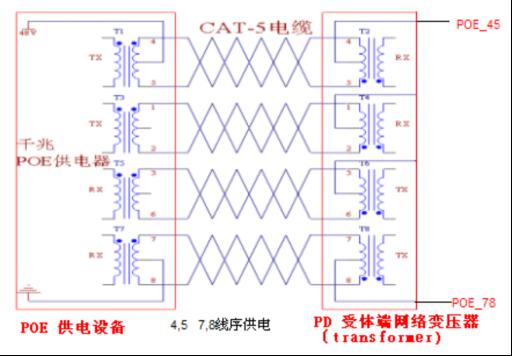 CAT-5电缆
POE_45
48V
T1
T2
4
4
TX
RX
5
5
T3
T4
1
1
TX
RX
2
2
千兆
POE供电器
T5
T6
3
3
RX
TX
6
6
T7
T8
7
7
RX
TX
8
8
POE_78
POE 供电设备
4,5 7,8线序供电
PD 受体端网络变压器
(transformer)